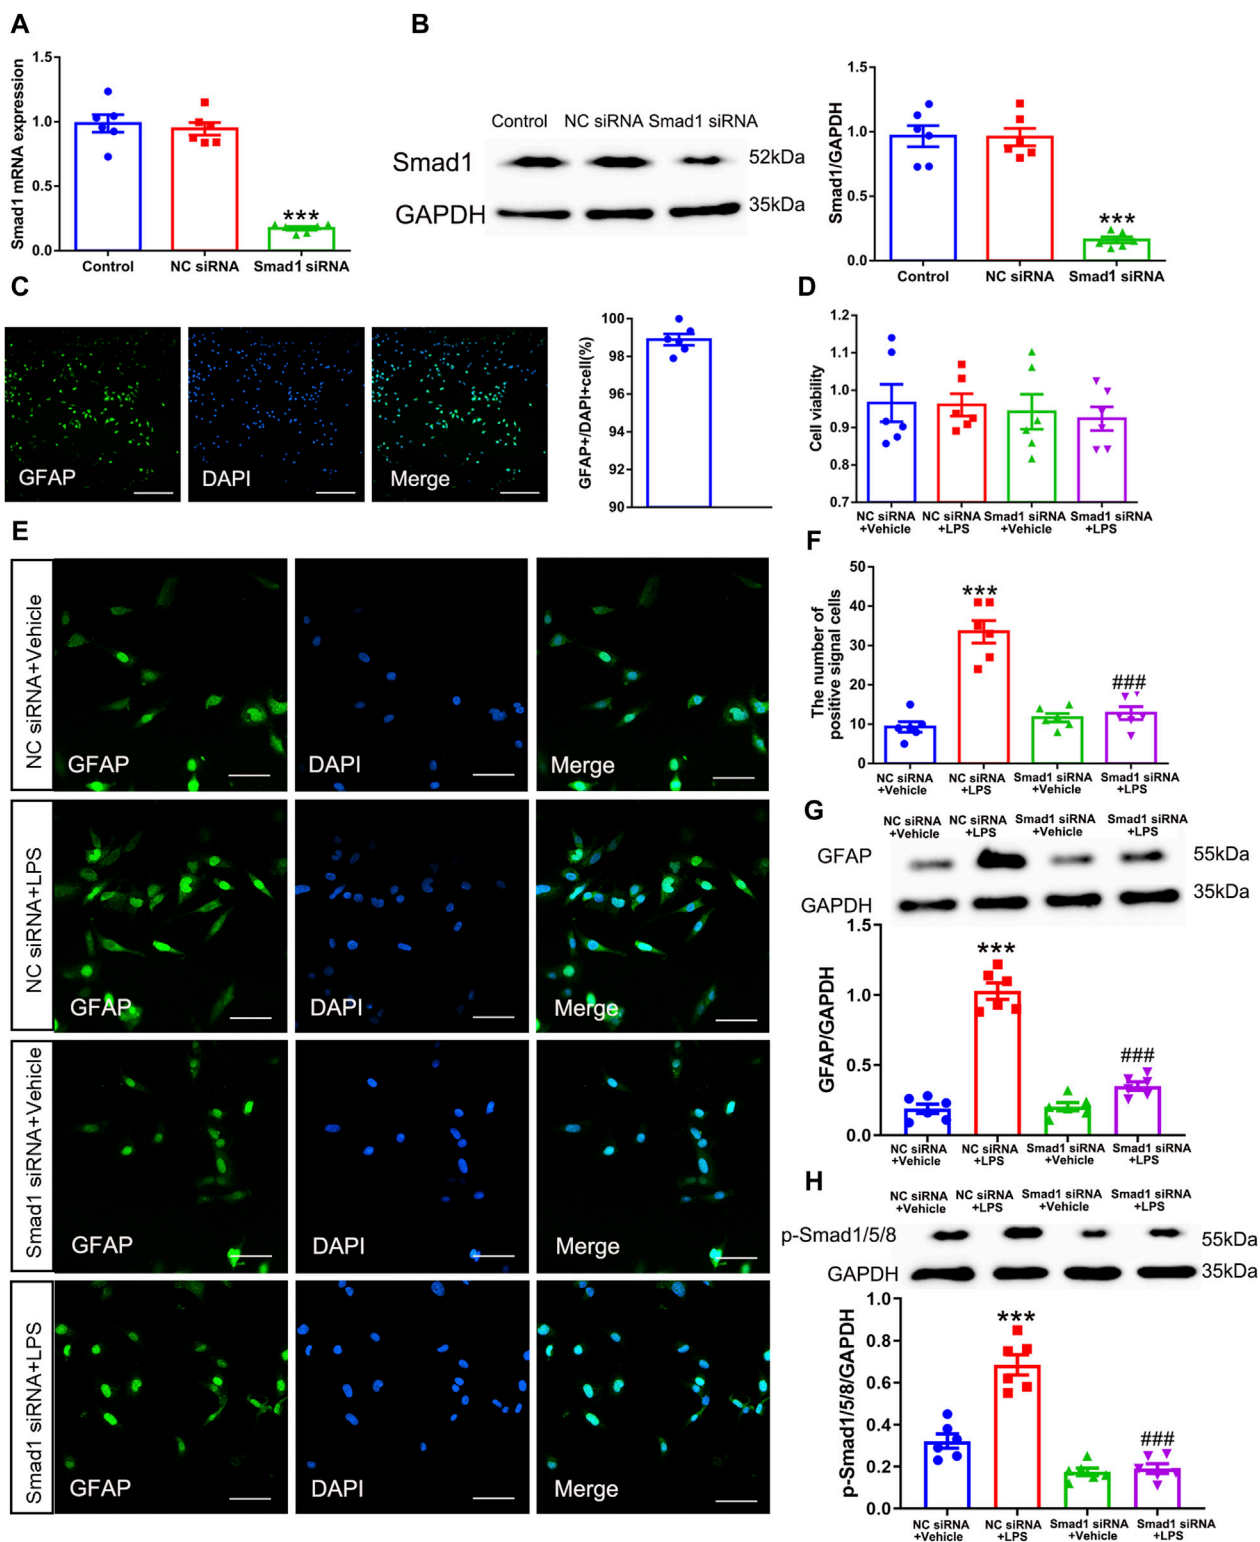 A
Smad1 mRNA expression
1.5
1.0
0.5
0.0
***
Control
NC siRNA
Smad1 siRNA
B
Control
NC siRNA
Smad1 siRNA
Smad1
52kDa
GAPDH
35kDa
Smad1/GAPDH
1.5
1.0
0.5
0.0
***
Control
NC siRNA
Smad1 siRNA
C
GFAP
DAPI
Merge
GFAP+/DAPI+cell(%)
100
98
96
94
92
90
D
Cell viability
1.2
1.1
1.0
0.9
0.8
0.7
NC siRNA
+Vehicle
NC siRNA
+LPS
Smad1 siRNA
+Vehicle
Smad1 siRNA
+LPS
E
NC siRNA+Vehicle
GFAP
DAPI
Merge
NC siRNA+LPS
GFAP
DAPI
Merge
Smad1 siRNA+Vehicle
GFAP
DAPI
Merge
Smad1 siRNA+LPS
GFAP
DAPI
Merge
F
The number of
positive signal cells
50
40
30
20
10
0
***
###
NC siRNA
+Vehicle
NC siRNA
+LPS
Smad1 siRNA
+Vehicle
Smad1 siRNA
+LPS
G
NC siRNA
+Vehicle
NC siRNA
+LPS
Smad1 siRNA
+Vehicle
Smad1 siRNA
+LPS
GFAP
55kDa
GAPDH
35kDa
GFAP/GAPDH
1.5
1.0
0.5
0.0
***
###
NC siRNA
+Vehicle
NC siRNA
+LPS
Smad1 siRNA
+Vehicle
Smad1 siRNA
+LPS
H
NC siRNA
+Vehicle
NC siRNA
+LPS
Smad1 siRNA
+Vehicle
Smad1 siRNA
+LPS
p-Smad1/5/8
55kDa
GAPDH
35kDa
p-Smad1/5/8/GAPDH
1.0
0.8
0.6
0.4
0.2
0.0
***
###
NC siRNA
+Vehicle
NC siRNA
+LPS
Smad1 siRNA
+Vehicle
Smad1 siRNA
+LPS